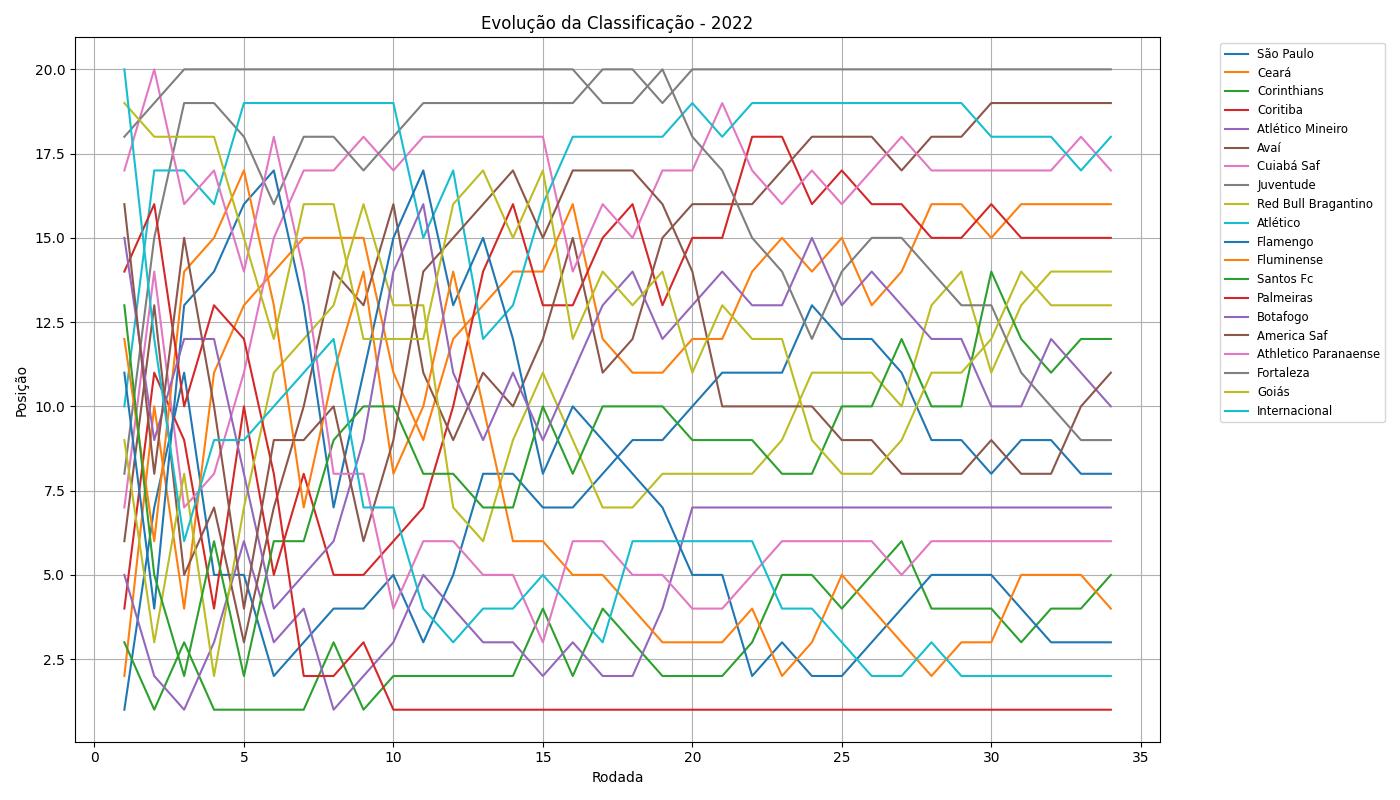 Evolução da Classificação - 2022
20.0
17.5
15.0
12.5
10.0
7.5
5.0
2.5
Posição
0 5 10 15 20 25 30 35
Rodada
São Paulo
Ceará
Corinthians
Coritiba
Atlético Mineiro
Avaí
Cuiabá Saf
Juventude
Red Bull Bragantino
Atlético
Flamengo
Fluminense
Santos Fc
Palmeiras
Botafogo
America Saf
Athletico Paranaense
Fortaleza
Goiás
Internacional